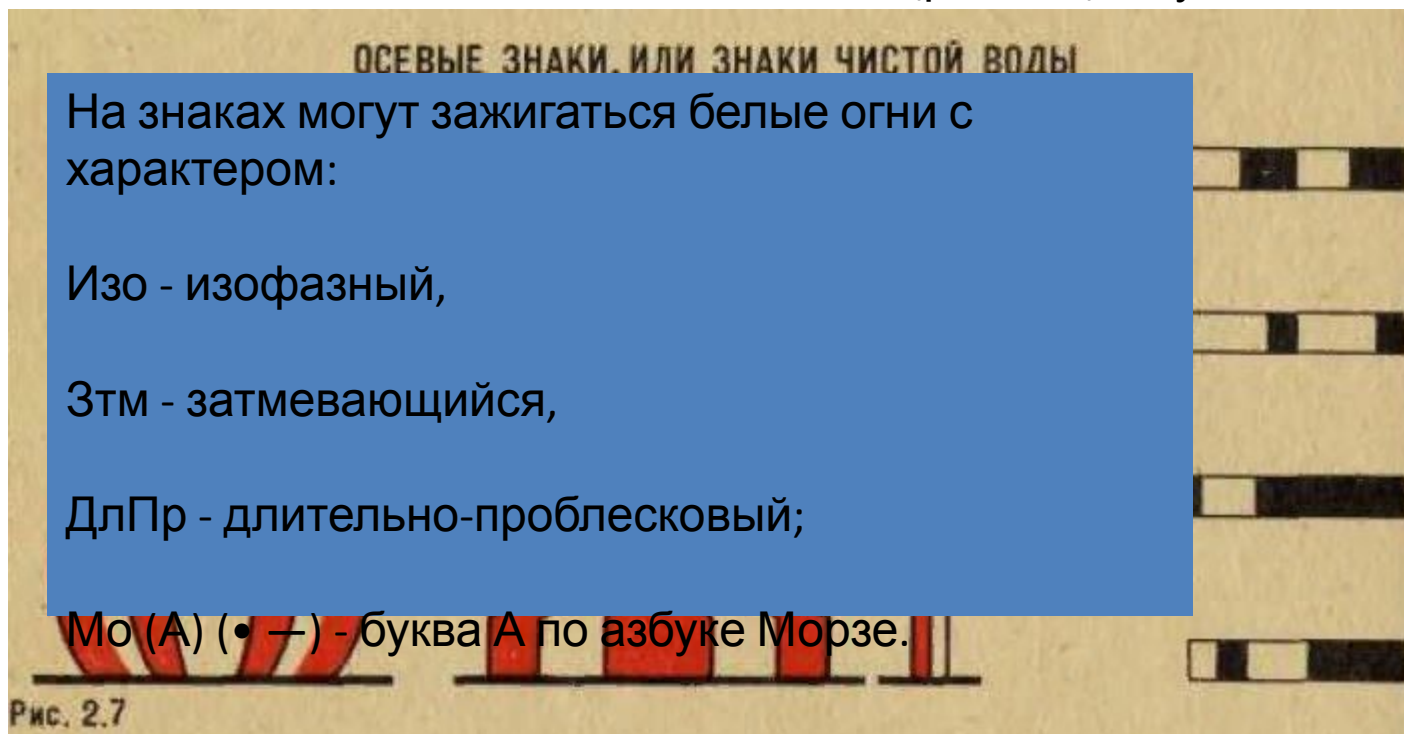 ОСЕВЫЕ ЗНАКИ, ИЛИ ЗНАКИ ЧИСТОЙ ВОДЫ
На знаках могут зажигаться белые огни с
характером:
Изо - изофазный,
Зтм - затмевающийся,
ДлПр - длительно-проблесковый;
Мо (А) (• —) - буква А по азбуке Морзе.
Рис. 2.7